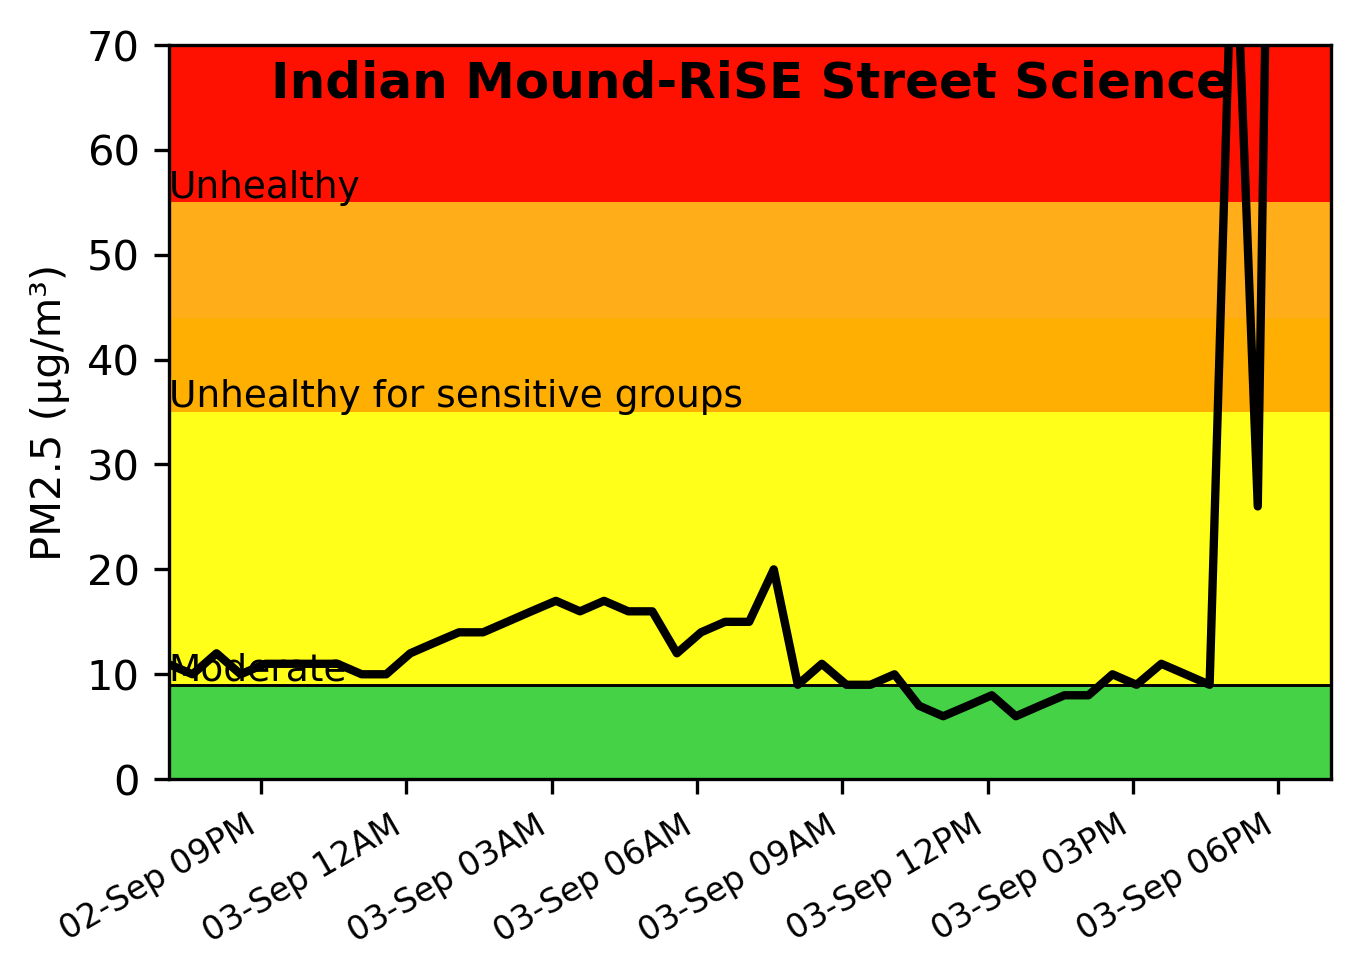 Indian Mound-RiSE Street Science
PM2.5 (µg/m³)
70
60
50
40
30
20
10
0
Unhealthy
Unhealthy for sensitive groups
Moderate
02-Sep 09PM
03-Sep 12AM
03-Sep 03AM
03-Sep 06AM
03-Sep 09AM
03-Sep 12PM
03-Sep 03PM
03-Sep 06PM